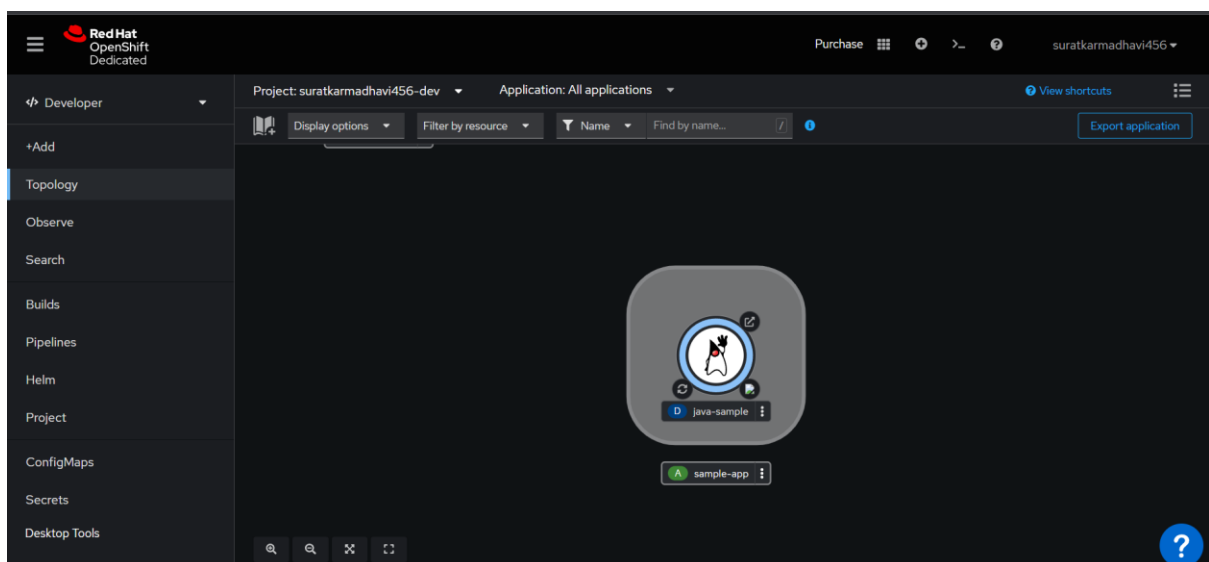 Red Hat
OpenShift
Dedicated
Purchase
suratkarmadhavi456
Developer
Project: suratkarmadhavi456-dev
Application: All applications
View shortcuts
Display options
Filter by resource
Name
Find by name...
/
Export application
+Add
Topology
Observe
Search
Builds
Pipelines
Helm
Project
ConfigMaps
Secrets
Desktop Tools
D java-sample
A sample-app